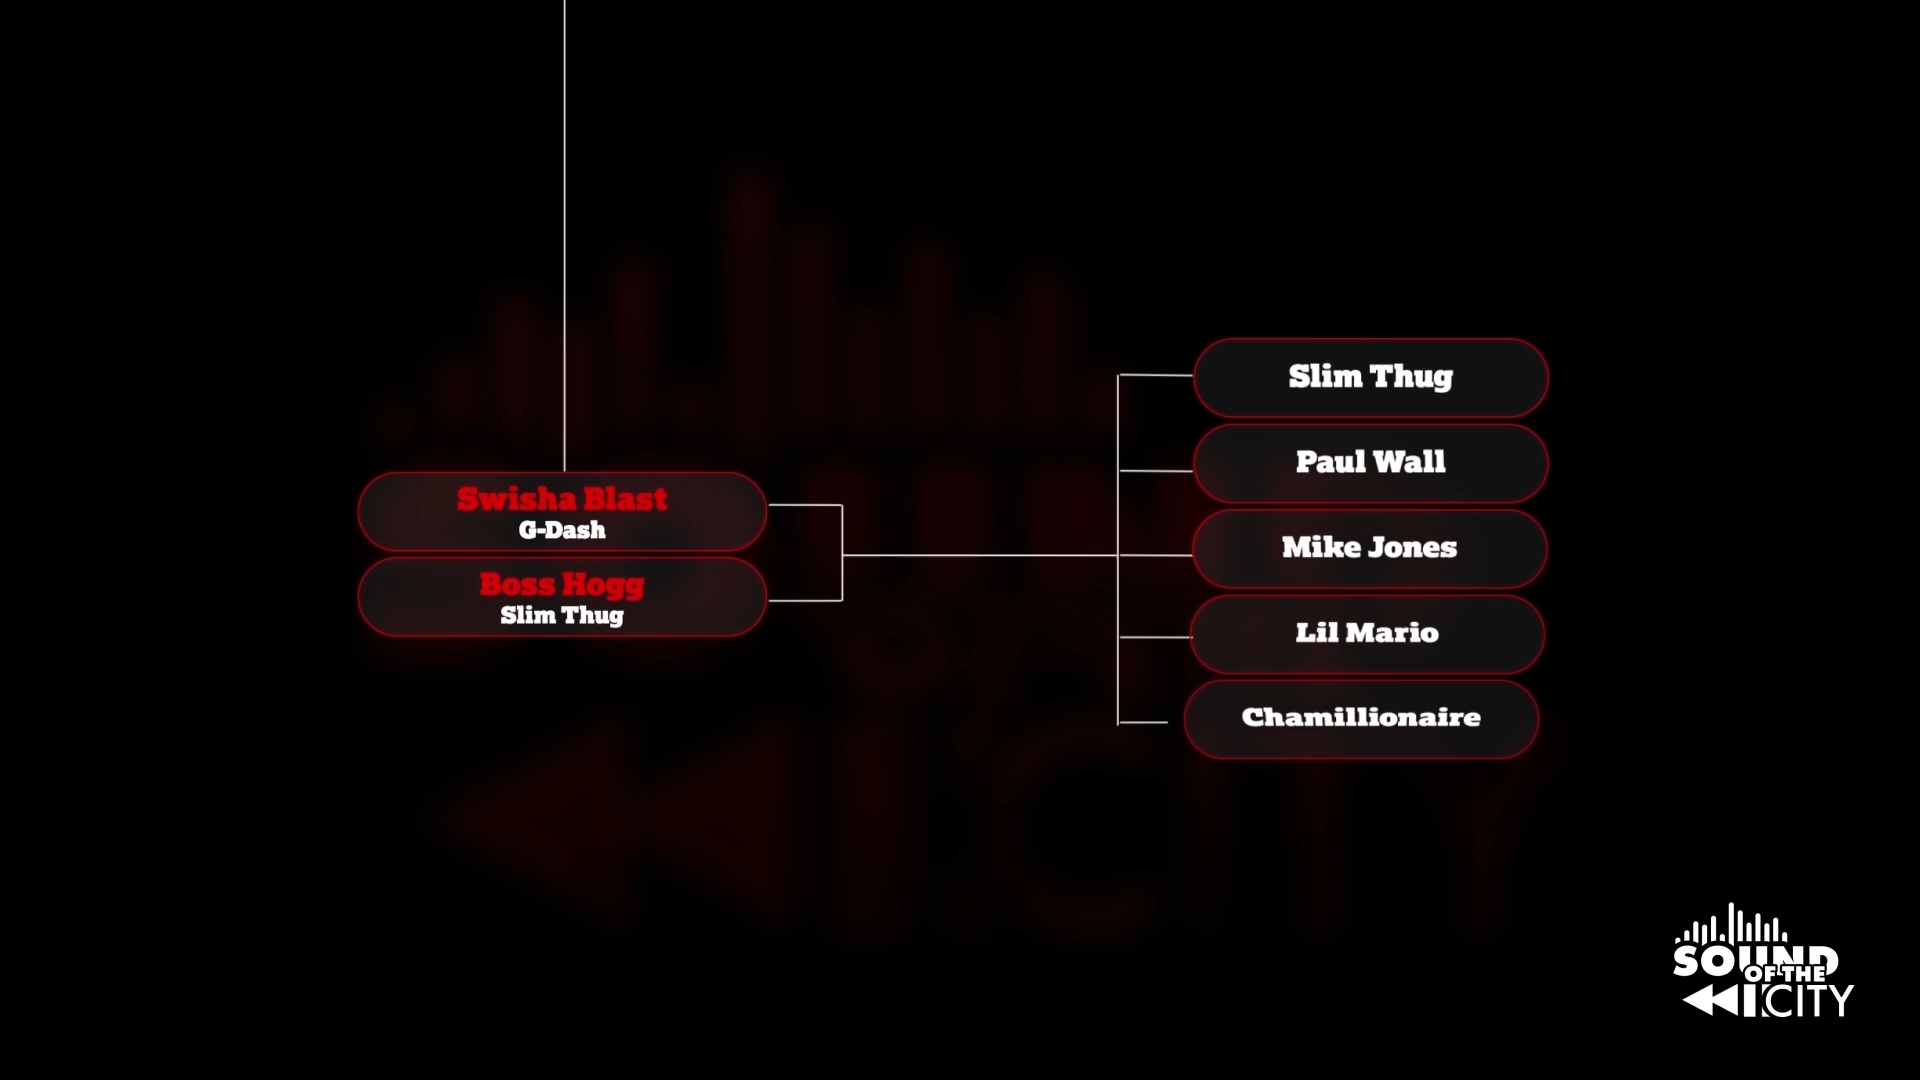 Swisha Blast
G-Dash
Boss Hogg
Slim Thug
Slim Thug
Paul Wall
Mike Jones
Lil Mario
Chamillionaire
SOUND
OF THE
CITY